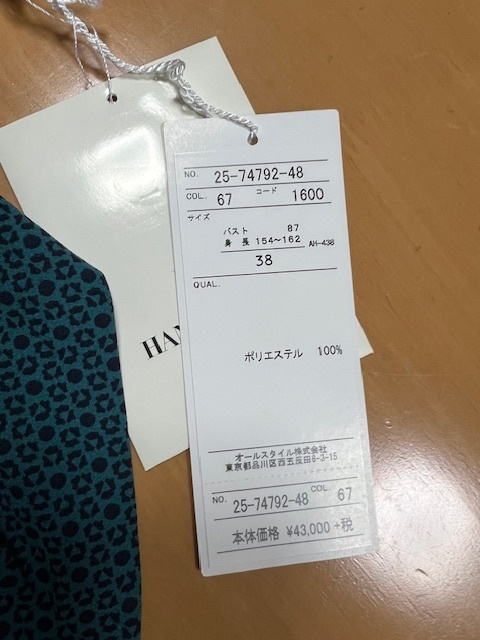 NO. 25-74792-48
COL. 67 コード 1600
サイズ
バスト 87
身長 154～162 AH-438
38
QUAL.
ポリエステル 100%
オールスタイル株式会社
東京都品川区西五反田8-3-15
NO. 25-74792-48 COL. 67
本体価格 ¥43,000 +税